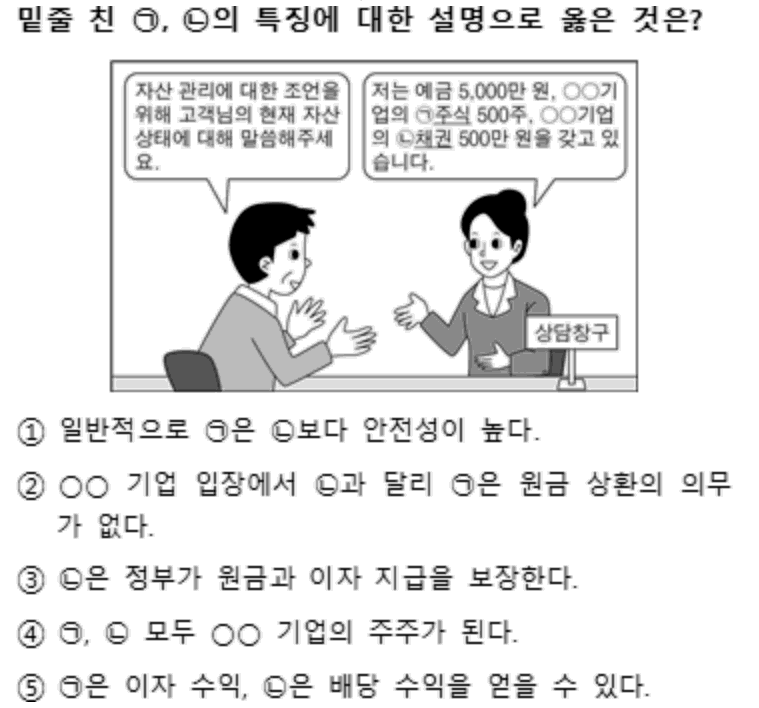 밑줄 친 ㉠, ㉡의 특징에 대한 설명으로 옳은 것은?
자산 관리에 대한 조언을
위해 고객님의 현재 자산
상태에 대해 말씀해주세
요.
저는 예금 5,000만 원, ○○기
업의 ㉠주식 500주, ○○기업
의 ㉡채권 500만 원을 갖고 있
습니다.
상담창구
① 일반적으로 ㉠은 ㉡보다 안전성이 높다.
② ○○ 기업 입장에서 ㉡과 달리 ㉠은 원금 상환의 의무
가 없다.
③ ㉡은 정부가 원금과 이자 지급을 보장한다.
④ ㉠, ㉡ 모두 ○○ 기업의 주주가 된다.
⑤ ㉠은 이자 수익, ㉡은 배당 수익을 얻을 수 있다.